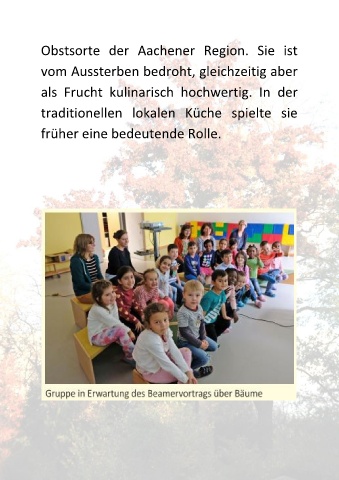 Obstsorte der Aachener Region. Sie ist
vom Aussterben bedroht, gleichzeitig aber
als Frucht kulinarisch hochwertig. In der
traditionellen lokalen Küche spielte sie
früher eine bedeutende Rolle.
Gruppe in Erwartung des Beamervortrags über Bäume